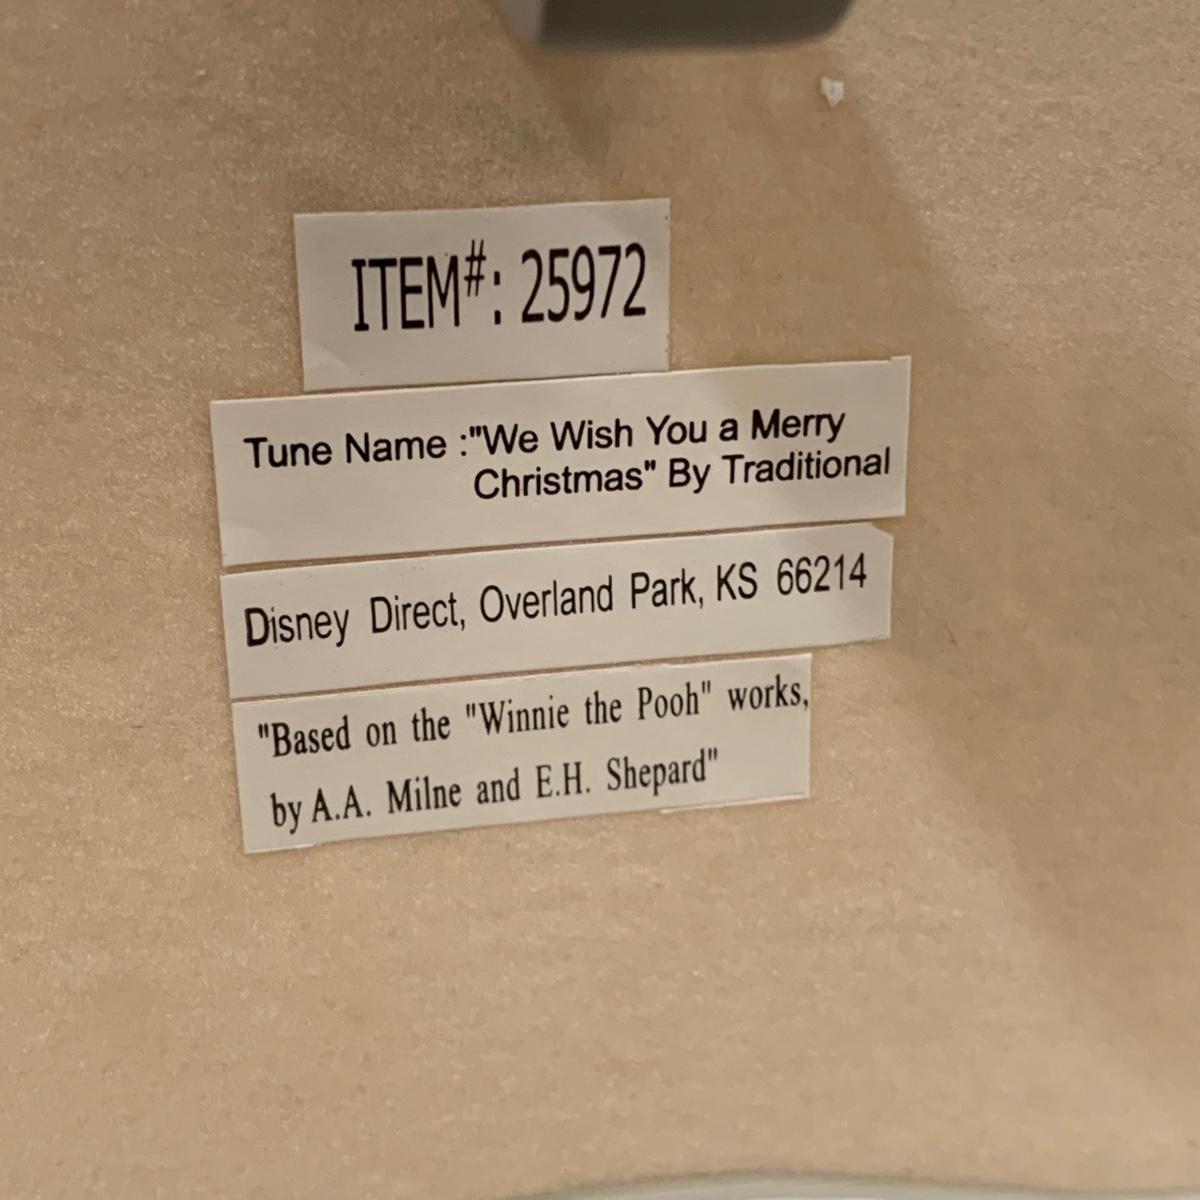 ITEM#: 25972
Tune Name :"We Wish You a Merry
Christmas" By Traditional
Disney Direct, Overland Park, KS 66214
"Based on the "Winnie the Pooh" works,
by A.A. Milne and E.H. Shepard"